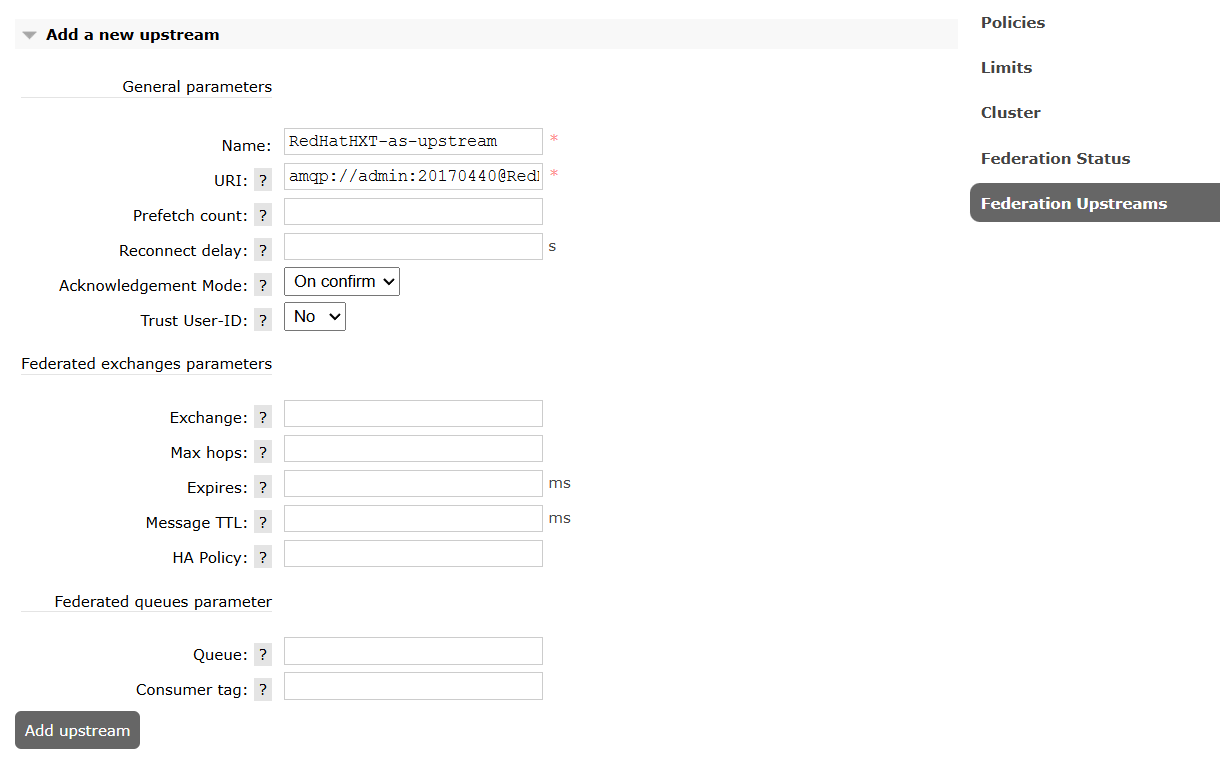 Add a new upstream
General parameters
Name: RedHatHXT-as-upstream *
URI: ? amqp://admin:20170440@Red *
Prefetch count: ?
Reconnect delay: ? s
Acknowledgement Mode: ? On confirm
Trust User-ID: ? No
Federated exchanges parameters
Exchange: ?
Max hops: ?
Expires: ? ms
Message TTL: ? ms
HA Policy: ?
Federated queues parameter
Queue: ?
Consumer tag: ?
Add upstream
Policies
Limits
Cluster
Federation Status
Federation Upstreams